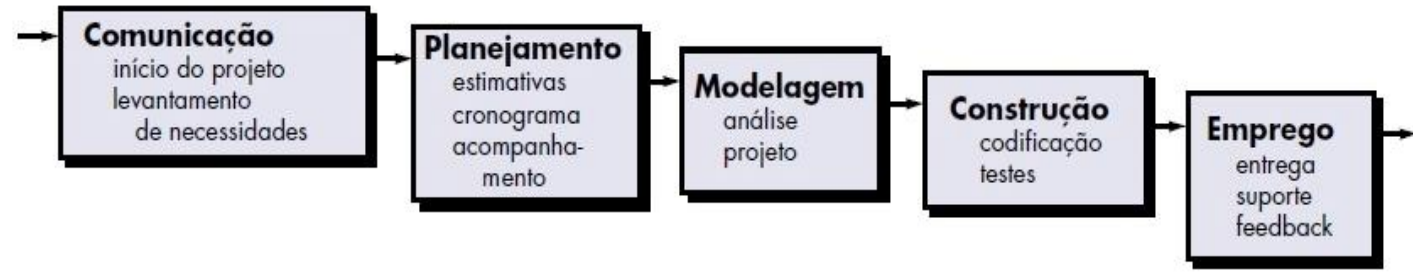 Comunicação
início do projeto
levantamento
de necessidades
Planejamento
estimativas
cronograma
acompanha-
mento
Modelagem
análise
projeto
Construção
codificação
testes
Emprego
entrega
suporte
feedback